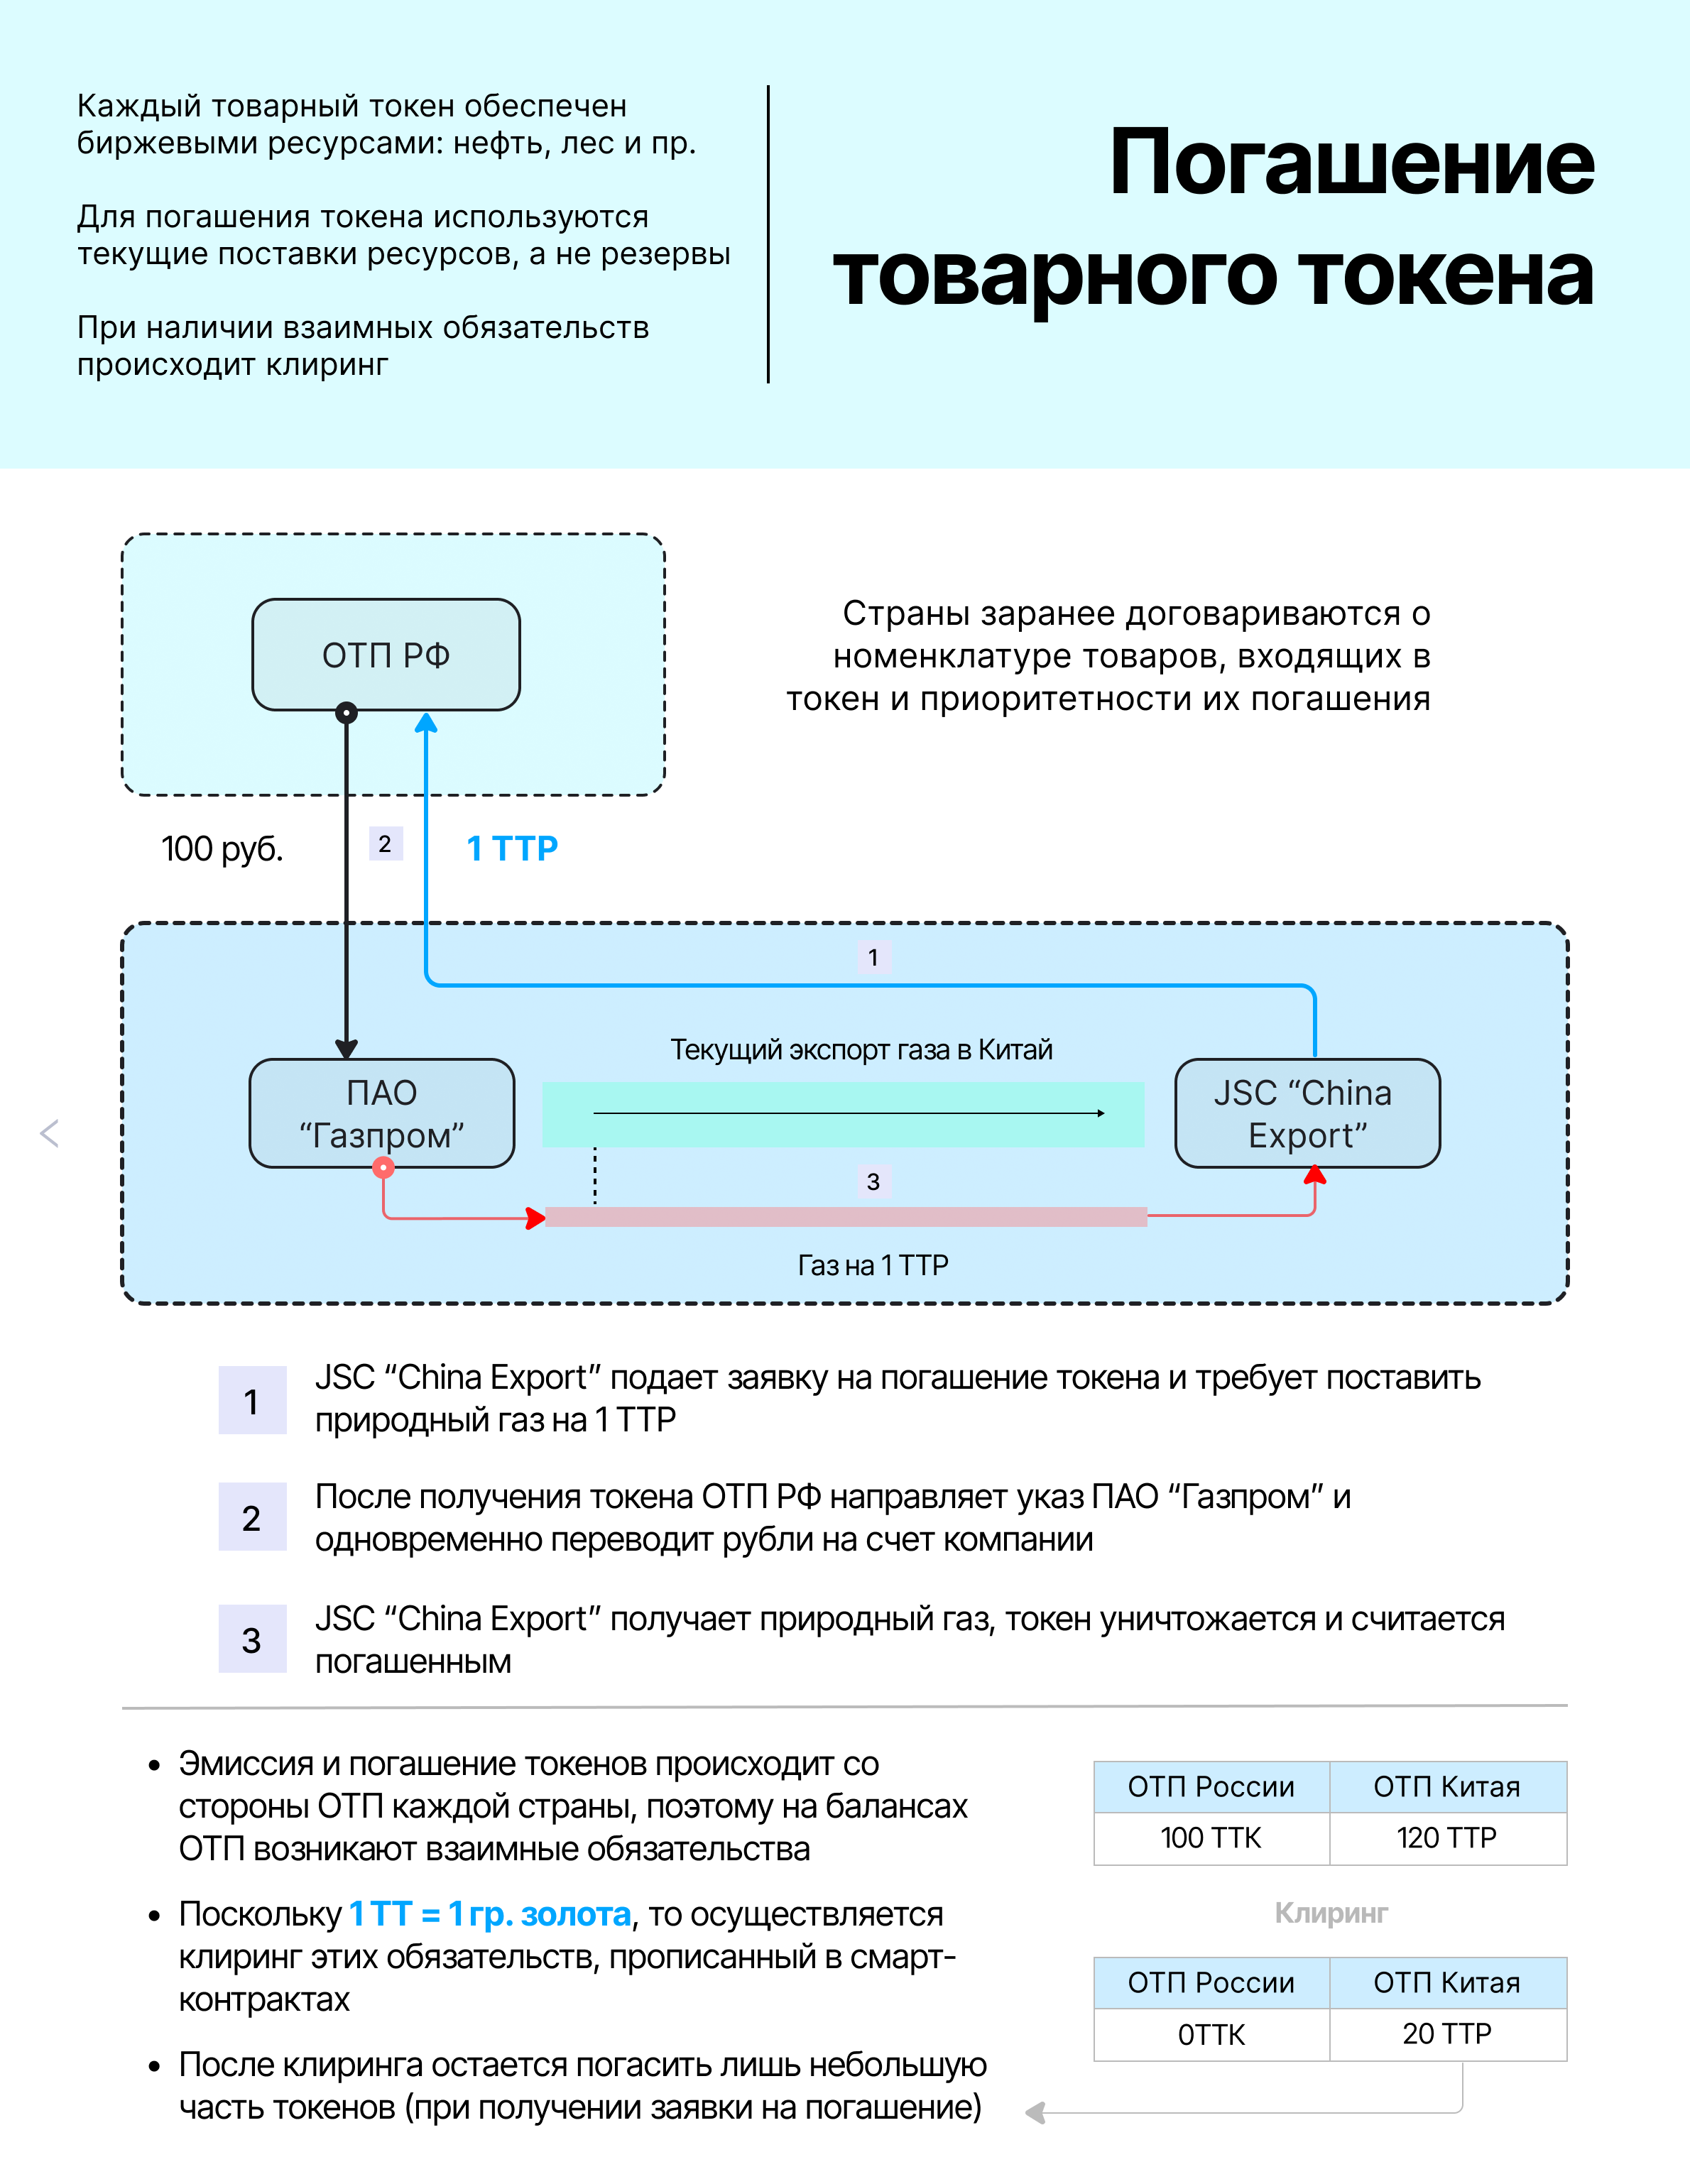 Каждый товарный токен обеспечен
биржевыми ресурсами: нефть, лес и пр.
Для погашения токена используются
текущие поставки ресурсов, а не резервы
При наличии взаимных обязательств
происходит клиринг
Погашение
товарного токена
ОТП РФ
Страны заранее договариваются о
номенклатуре товаров, входящих в
токен и приоритетности их погашения
100 руб.
2
1 ТТР
1
Текущий экспорт газа в Китай
ПАО
“Газпром”
JSC “China
Export”
3
Газ на 1 ТТР
1
JSC “China Export” подает заявку на погашение токена и требует поставить
природный газ на 1 ТТР
2
После получения токена ОТП РФ направляет указ ПАО “Газпром” и
одновременно переводит рубли на счет компании
3
JSC “China Export” получает природный газ, токен уничтожается и считается
погашенным
• Эмиссия и погашение токенов происходит со
стороны ОТП каждой страны, поэтому на балансах
ОТП возникают взаимные обязательства
• Поскольку 1 ТТ = 1 гр. золота, то осуществляется
клиринг этих обязательств, прописанный в смарт-
контрактах
• После клиринга остается погасить лишь небольшую
часть токенов (при получении заявки на погашение)
ОТП России ОТП Китая
100 ТТК 120 ТТР
Клиринг
ОТП России ОТП Китая
0ТТК 20 ТТР